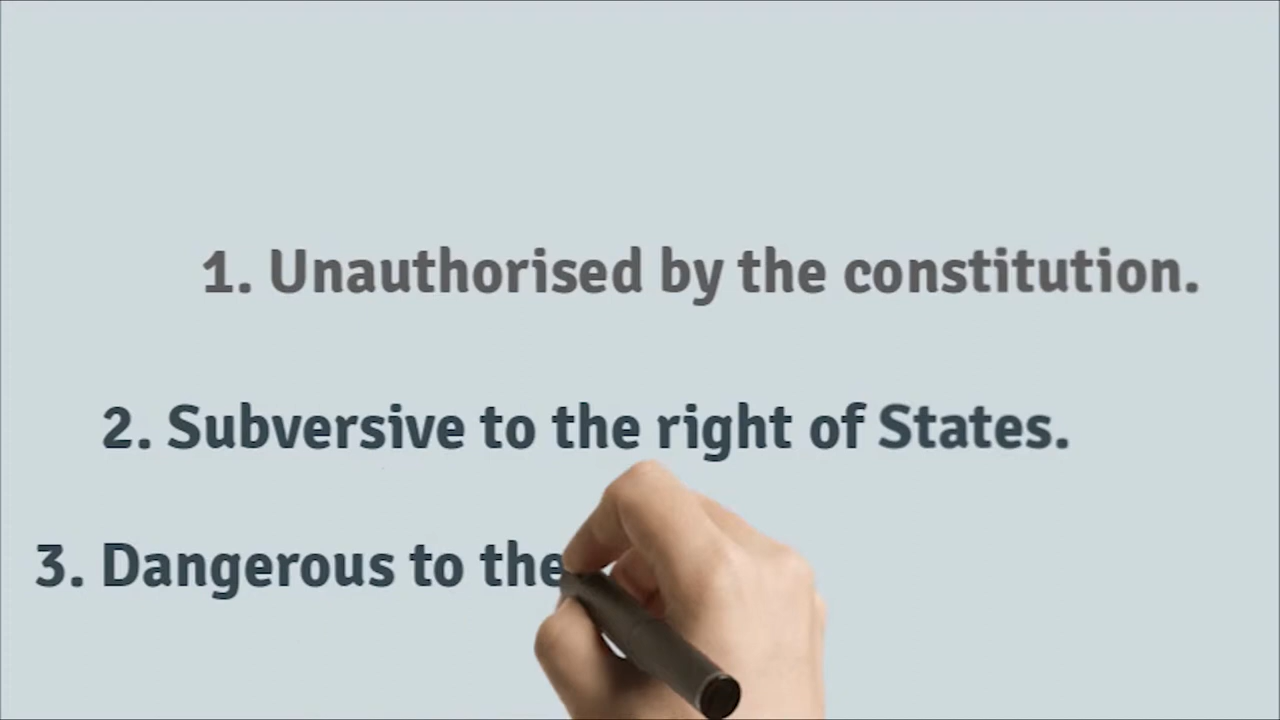 1. Unauthorised by the constitution.
2. Subversive to the right of States.
3. Dangerous to the